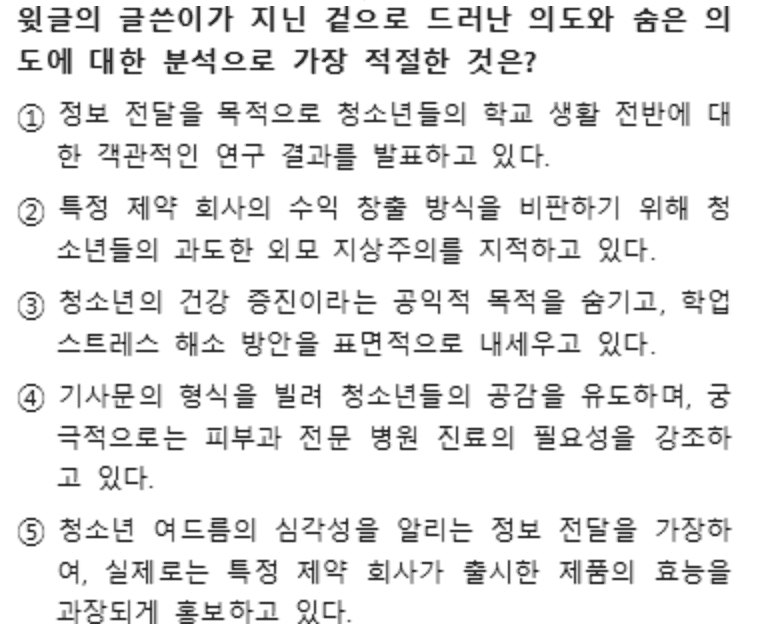 윗글의 글쓴이가 지닌 겉으로 드러난 의도와 숨은 의
도에 대한 분석으로 가장 적절한 것은?
① 정보 전달을 목적으로 청소년들의 학교 생활 전반에 대
한 객관적인 연구 결과를 발표하고 있다.
② 특정 제약 회사의 수익 창출 방식을 비판하기 위해 청
소년들의 과도한 외모 지상주의를 지적하고 있다.
③ 청소년의 건강 증진이라는 공익적 목적을 숨기고, 학업
스트레스 해소 방안을 표면적으로 내세우고 있다.
④ 기사문의 형식을 빌려 청소년들의 공감을 유도하며, 궁
극적으로는 피부과 전문 병원 진료의 필요성을 강조하
고 있다.
⑤ 청소년 여드름의 심각성을 알리는 정보 전달을 가장하
여, 실제로는 특정 제약 회사가 출시한 제품의 효능을
과장되게 홍보하고 있다.